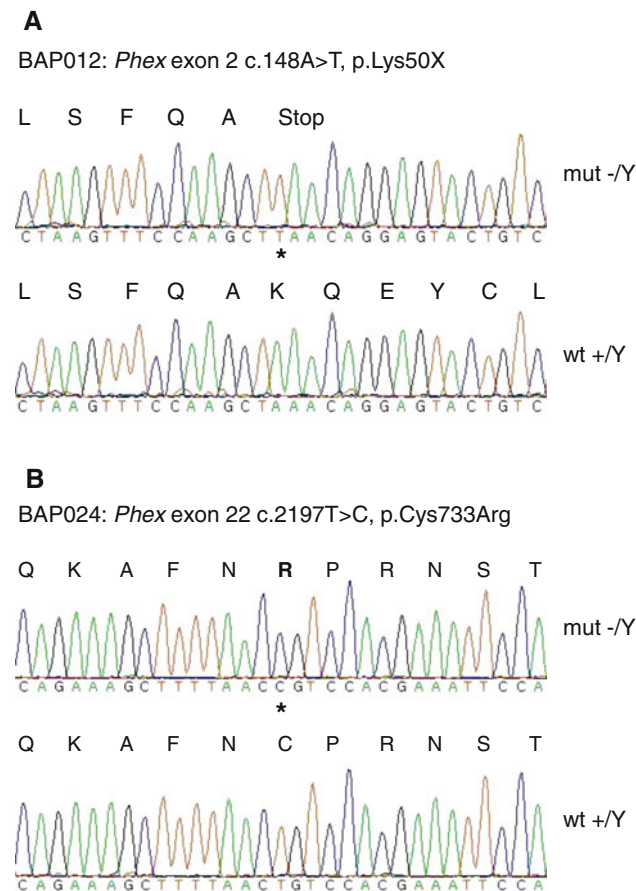 A
BAP012: Phex exon 2 c.148A>T, p.Lys50X
L S F Q A Stop
mut -/Y
CTAAGTTTCCAAGCTTAACAGGAGTACTGTC
*
L S F Q A K Q E Y C L
wt +/Y
CTAAGTTTCCAAGCTAAACAGGAGTACTGTC
B
BAP024: Phex exon 22 c.2197T>C, p.Cys733Arg
Q K A F N R P R N S T
mut -/Y
CAGAAAGCTTTTAACCGTCCACGAAATTCCA
*
Q K A F N C P R N S T
wt +/Y
CAGAAAGCTTTTAACTGTCCACGAAATTCCA